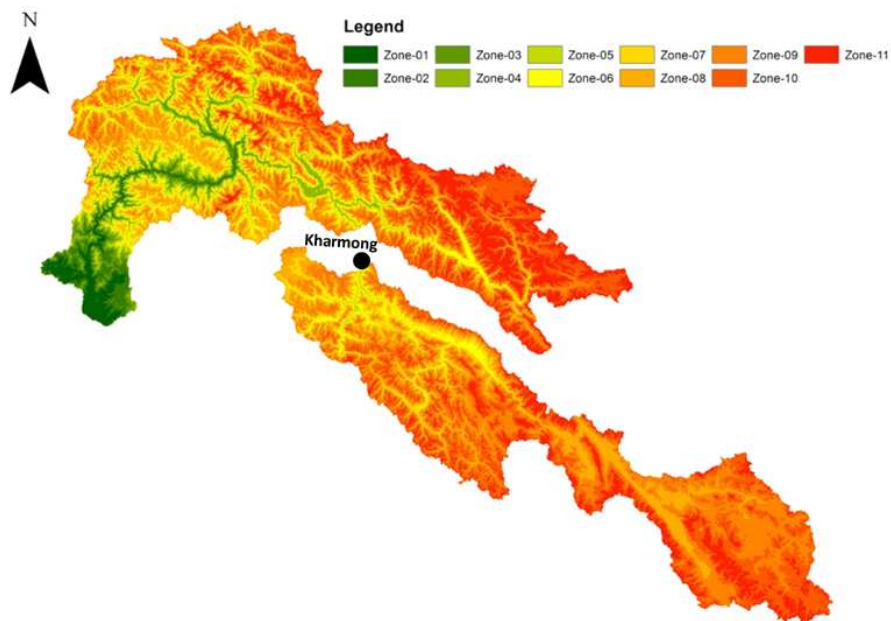 N
Legend
Zone-01 Zone-03 Zone-05 Zone-07 Zone-09 Zone-11
Zone-02 Zone-04 Zone-06 Zone-08 Zone-10
Kharmong